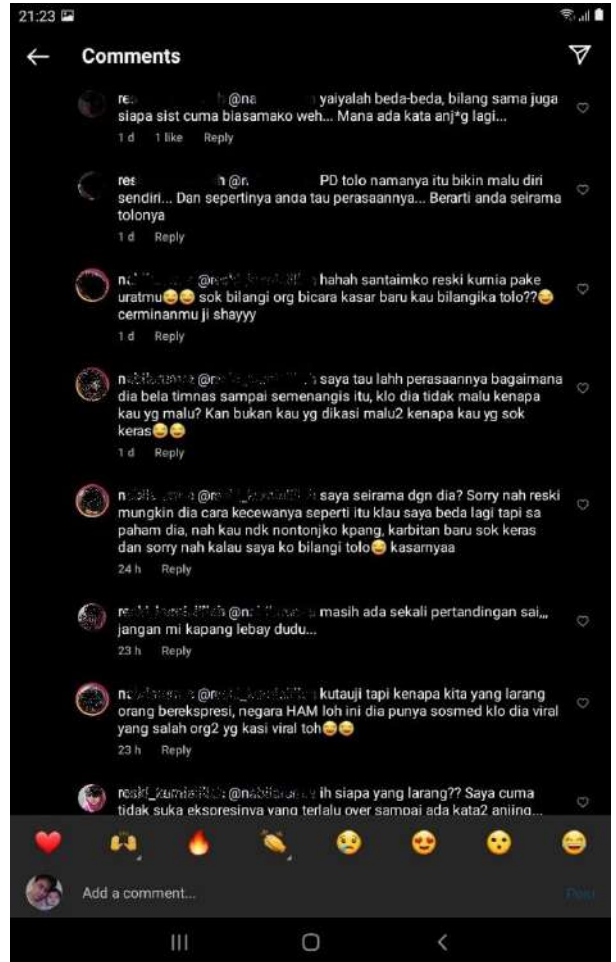 21:23
Comments
@na yaiyalah beda-beda, bilang sama juga
siapa sist cuma biasamako weh... Mana ada kata anj*g lagi...
1 d 1 like Reply
PD tolo namanya itu bikin malu diri
sendiri... Dan sepertinya anda tau perasaannya... Berarti anda seirama
tolonya
1 d Reply
hahah santaimko reski kurnia pake
uratmu😅😅 sok bilangi org bicara kasar baru kau bilangika tolo??😅
cerminanmu ji shayyy
1 d Reply
saya tau lahh perasaannya bagaimana
dia bela timnas sampai semenangis itu, klo dia tidak malu kenapa
kau yg malu? Kan bukan kau yg dikasi malu2 kenapa kau yg sok
keras😅😅
1 d Reply
saya seirama dgn dia? Sorry nah reski
mungkin dia cara kecewanya seperti itu klau saya beda lagi tapi sa
paham dia, nah kau ndk nontonjko kpang, karbitan baru sok keras
dan sorry nah kalau saya ko bilangi tolo😅 kasarnyaa
24 h Reply
masih ada sekali pertandingan sai,,,
jangan mi kapang lebay dudu...
23 h Reply
kutauji tapi kenapa kita yang larang
orang berekspresi, negara HAM loh ini dia punya sosmed klo dia viral
yang salah org2 yg kasi viral toh😅😅
23 h Reply
ih siapa yang larang?? Saya cuma
tidak suka ekspresinya yang terlalu over sampai ada kata2 anjing...
Add a comment...
Post